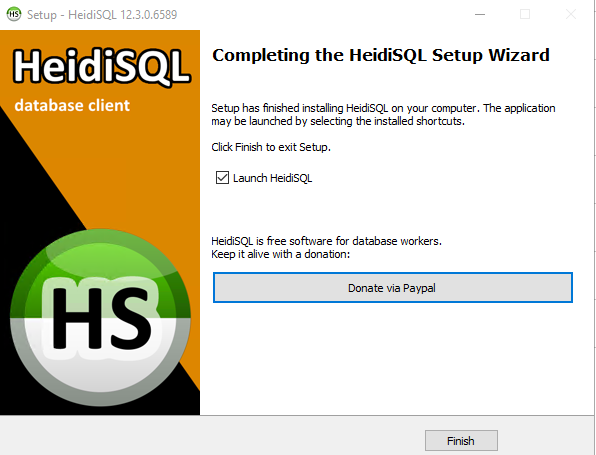 Setup - HeidiSQL 12.3.0.6589
HeidiSQL
database client
HS
Completing the HeidiSQL Setup Wizard
Setup has finished installing HeidiSQL on your computer. The application
may be launched by selecting the installed shortcuts.
Click Finish to exit Setup.
Launch HeidiSQL
HeidiSQL is free software for database workers.
Keep it alive with a donation:
Donate via Paypal
Finish